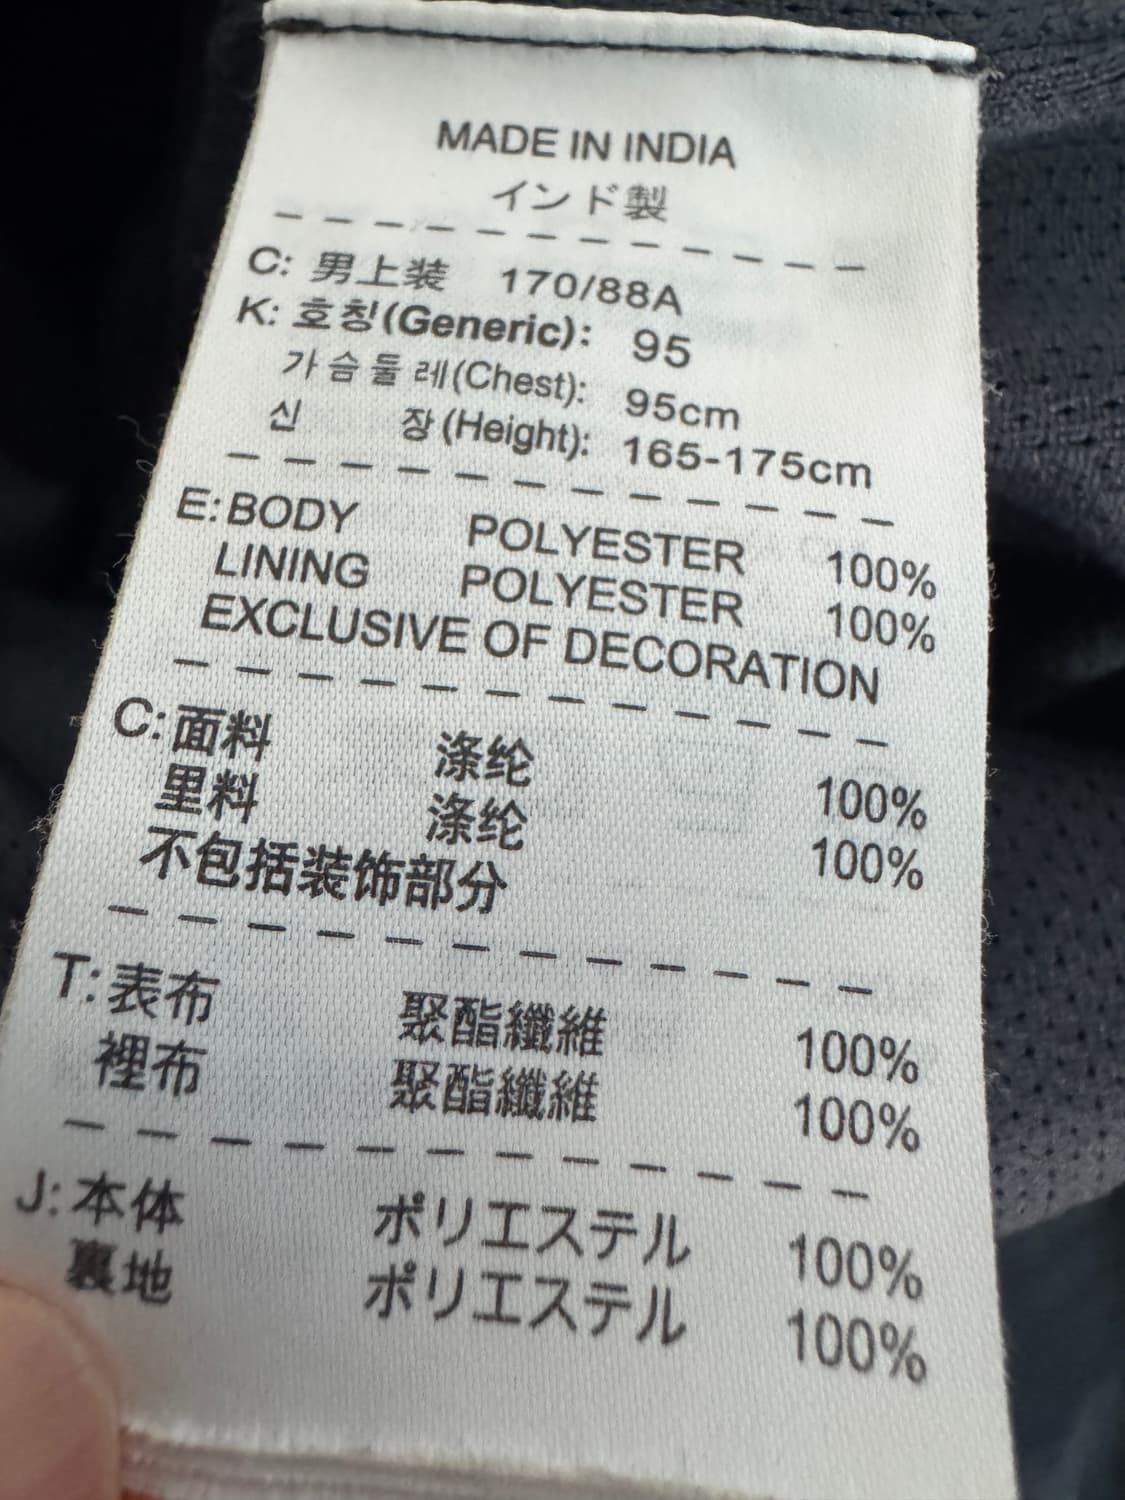 MADE IN INDIA
インド製
C: 男上装 170/88A
K: 호칭(Generic): 95
가슴둘레(Chest): 95cm
신 장(Height): 165-175cm
E: BODY POLYESTER 100%
LINING POLYESTER 100%
EXCLUSIVE OF DECORATION
C: 面料 涤纶 100%
里料 涤纶 100%
不包括装饰部分
T: 表布 聚酯纖維 100%
裡布 聚酯纖維 100%
J: 本体 ポリエステル 100%
裏地 ポリエステル 100%